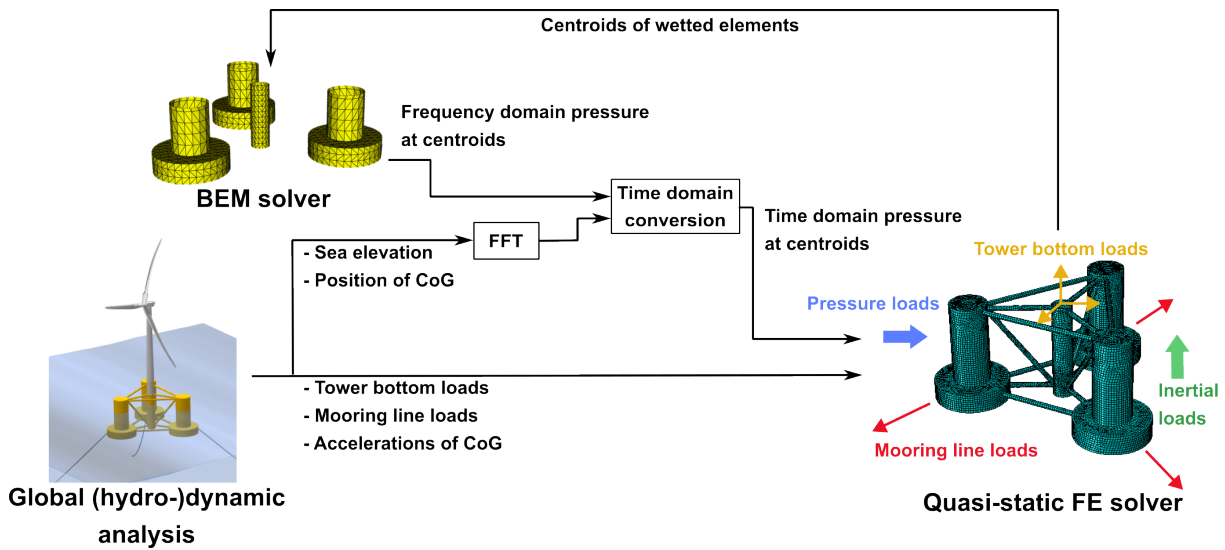 Centroids of wetted elements
Frequency domain pressure
at centroids
BEM solver
Time domain
conversion
FFT
- Sea elevation
- Position of CoG
Time domain pressure
at centroids
Tower bottom loads
Pressure loads
Inertial
loads
- Tower bottom loads
- Mooring line loads
- Accelerations of CoG
Mooring line loads
Global (hydro-)dynamic
analysis
Quasi-static FE solver